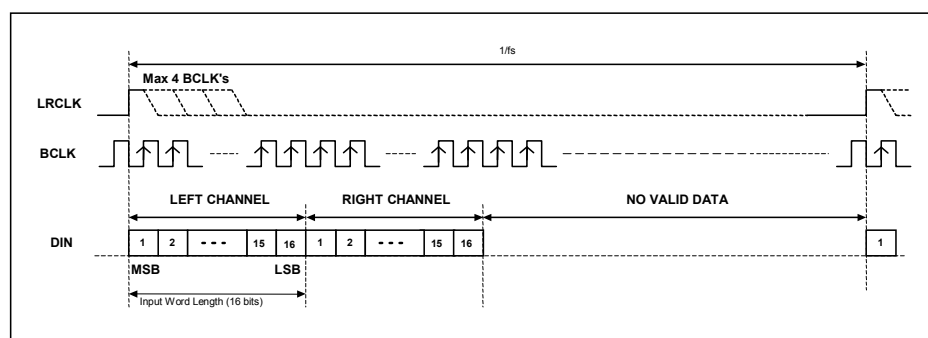 1/fs
Max 4 BCLK's
LRCLK
BCLK
LEFT CHANNEL RIGHT CHANNEL NO VALID DATA
DIN 1 2 - - - 15 16 1 2 - - - 15 16 1
MSB LSB
Input Word Length (16 bits)